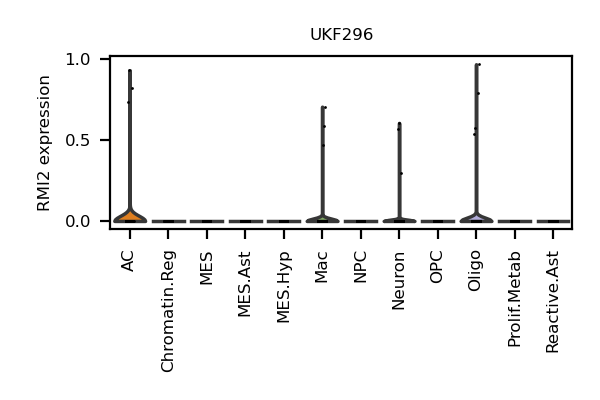 UKF296
RMI2 expression
1.0
0.5
0.0
AC
Chromatin.Reg
MES
MES.Ast
MES.Hyp
Mac
NPC
Neuron
OPC
Oligo
Prolif.Metab
Reactive.Ast